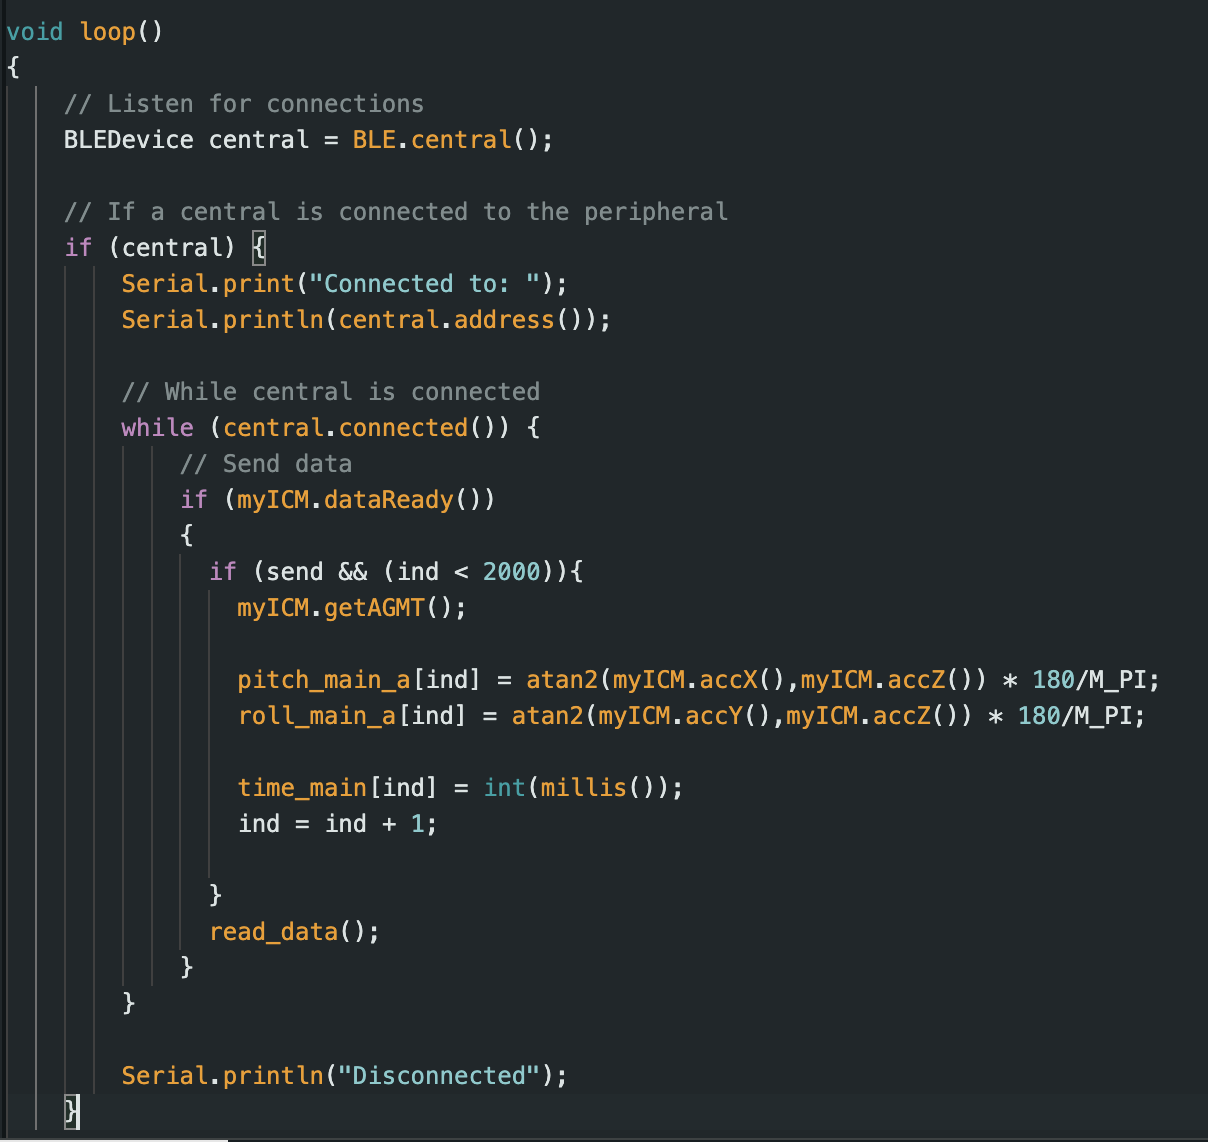 void loop()
{
    // Listen for connections
    BLEDevice central = BLE.central();

    // If a central is connected to the peripheral
    if (central) {
        Serial.print("Connected to: ");
        Serial.println(central.address());

        // While central is connected
        while (central.connected()) {
            // Send data
            if (myICM.dataReady())
            {
              if (send && (ind < 2000)){
                myICM.getAGMT();

                pitch_main_a[ind] = atan2(myICM.accX(),myICM.accZ()) * 180/M_PI;
                roll_main_a[ind] = atan2(myICM.accY(),myICM.accZ()) * 180/M_PI;

                time_main[ind] = int(millis());
                ind = ind + 1;

              }
              read_data();
            }
        }

        Serial.println("Disconnected");
    }